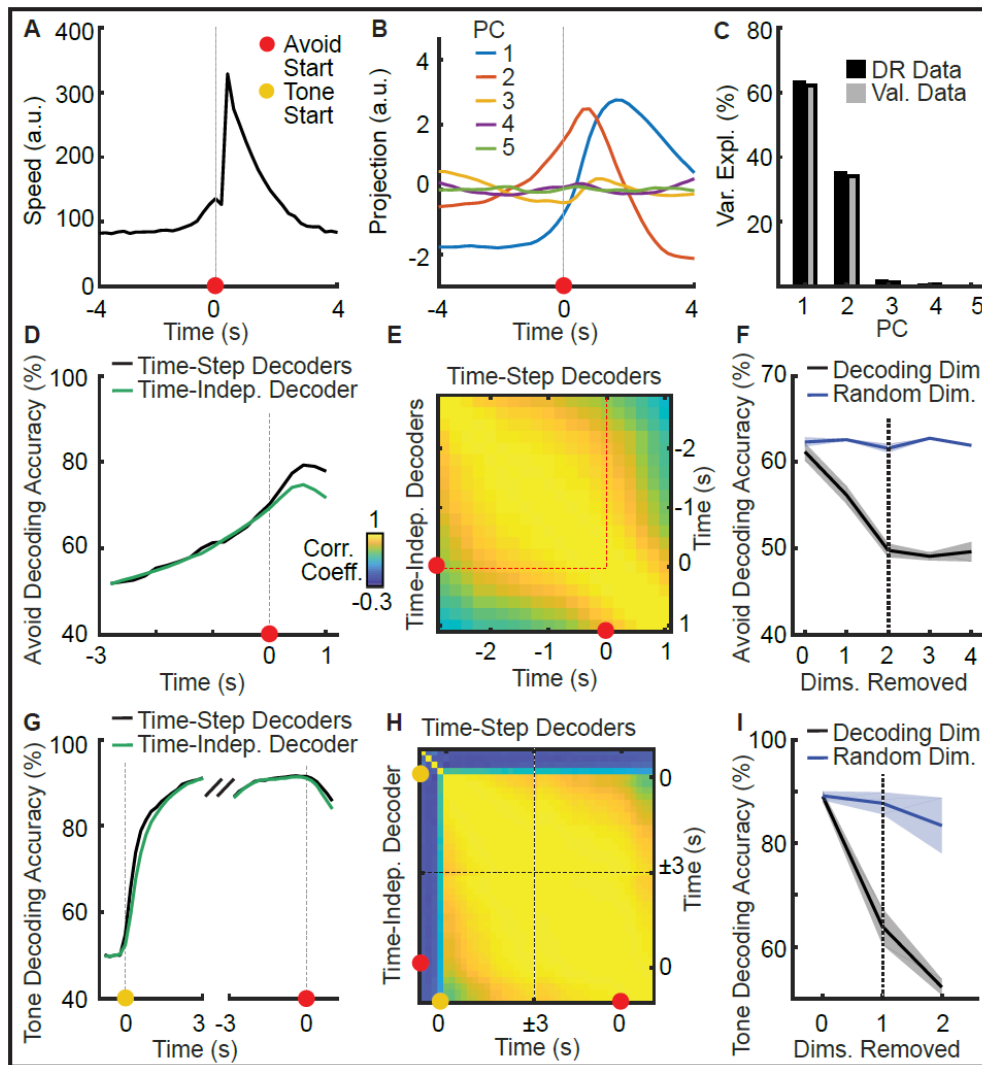 A
400
300
200
100
0
Speed (a.u.)
-4
0
4
Time (s)
Avoid
Start
Tone
Start
B
PC
1
2
3
4
5
4
2
0
-2
Projection (a.u.)
-4
0
4
Time (s)
C
80
60
40
20
Var. Expl. (%)
DR Data
Val. Data
1
2
3
4
5
PC
D
Time-Step Decoders
Time-Indep. Decoder
100
80
60
40
Avoid Decoding Accuracy (%)
-3
0
1
Time (s)
1
Corr.
Coeff.
-0.3
E
Time-Step Decoders
Time-Indep. Decoders
-2
-1
0
1
Time (s)
-2
-1
0
1
Time (s)
F
Decoding Dim
Random Dim.
70
60
50
40
Avoid Decoding Accuracy (%)
0
1
2
3
4
Dims. Removed
G
Time-Step Decoders
Time-Indep. Decoder
100
80
60
40
Tone Decoding Accuracy (%)
0
3
-3
0
Time (s)
H
Time-Step Decoders
Time-Indep. Decoder
0
±3
0
Time (s)
0
±3
0
Time (s)
I
Decoding Dim
Random Dim.
100
80
60
Tone Decoding Accuracy (%)
0
1
2
Dims. Removed